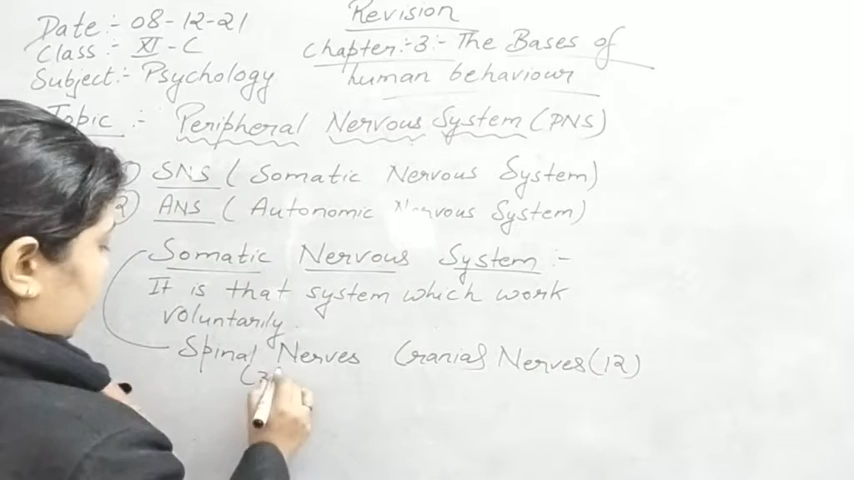 Date :- 08-12-21
Class :- XI - C
Subject :- Psychology
Revision
Chapter :- 3 :- The Bases of
human behaviour
Topic :- Peripheral Nervous System (PNS)
SNS ( Somatic Nervous System)
2) ANS ( Autonomic Nervous System)
Somatic Nervous System :-
It is that system which work
voluntarily.
Spinal Nerves Cranial Nerves (12)
(3